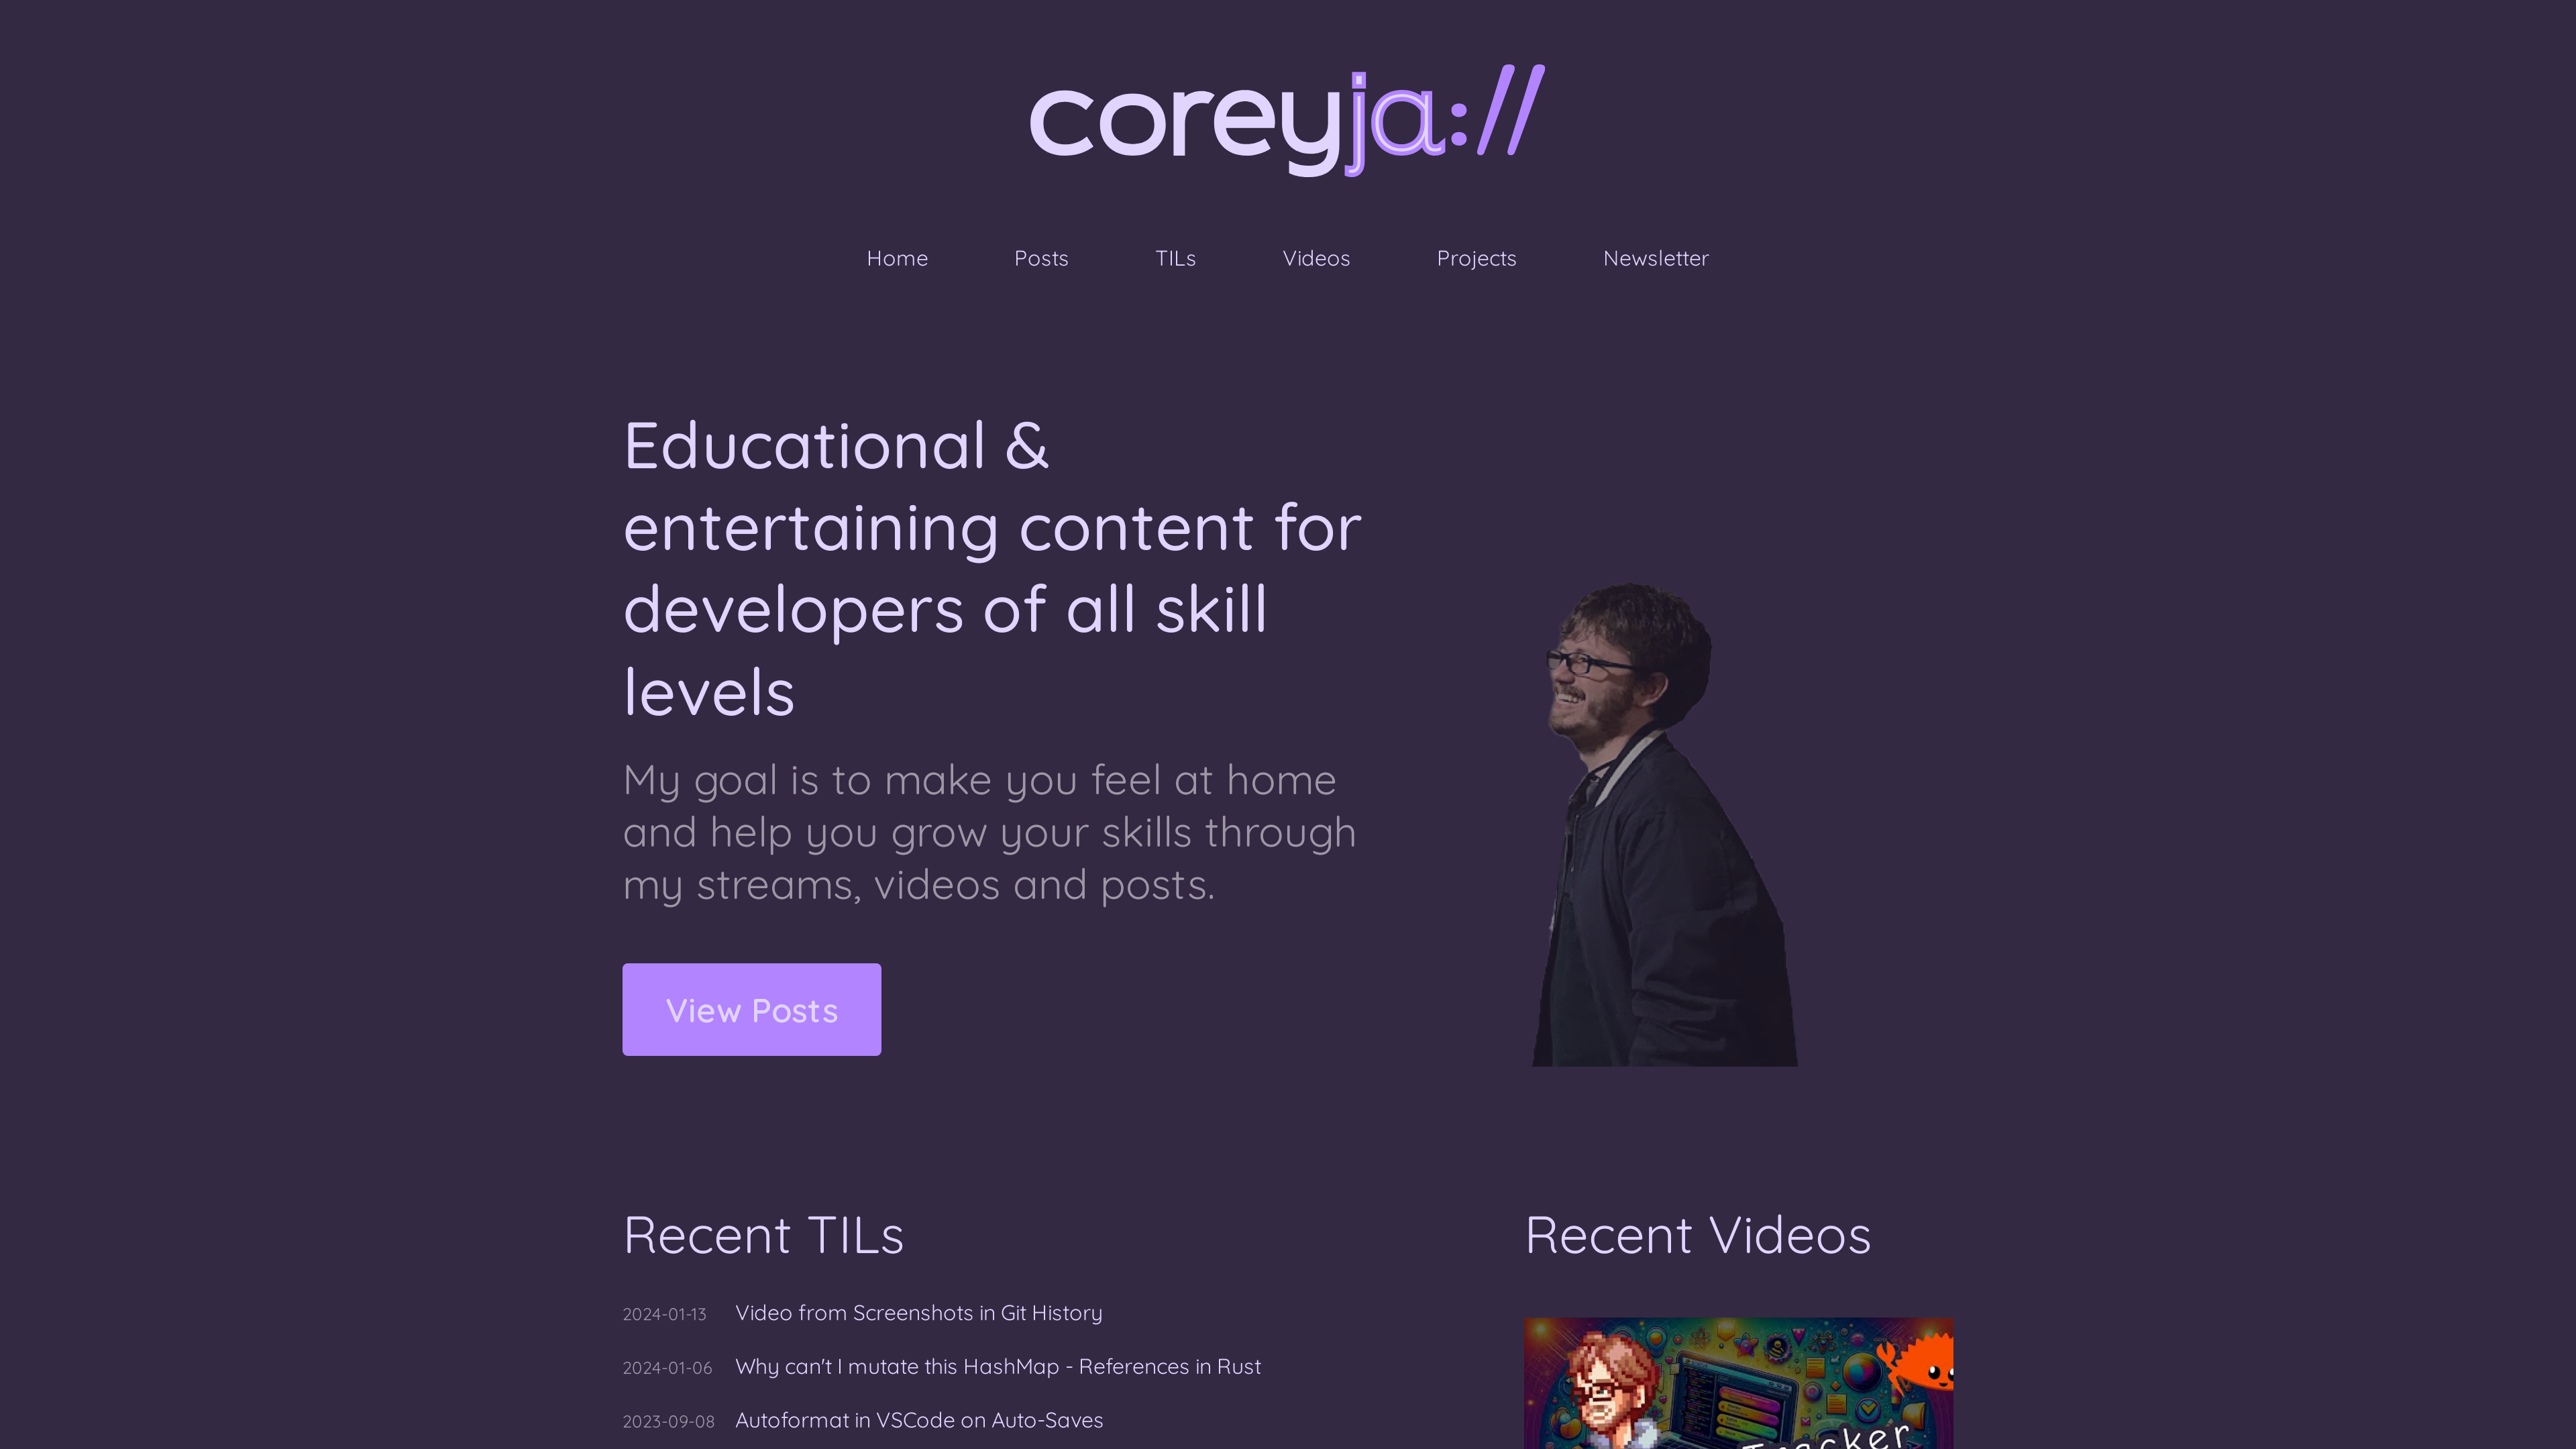 coreyja://
Home Posts TILs Videos Projects Newsletter
Educational &
entertaining content for
developers of all skill
levels
My goal is to make you feel at home
and help you grow your skills through
my streams, videos and posts.
View Posts
Recent TILs
2024-01-13 Video from Screenshots in Git History
2024-01-06 Why can't I mutate this HashMap - References in Rust
2023-09-08 Autoformat in VSCode on Auto-Saves
Recent Videos
Tracker